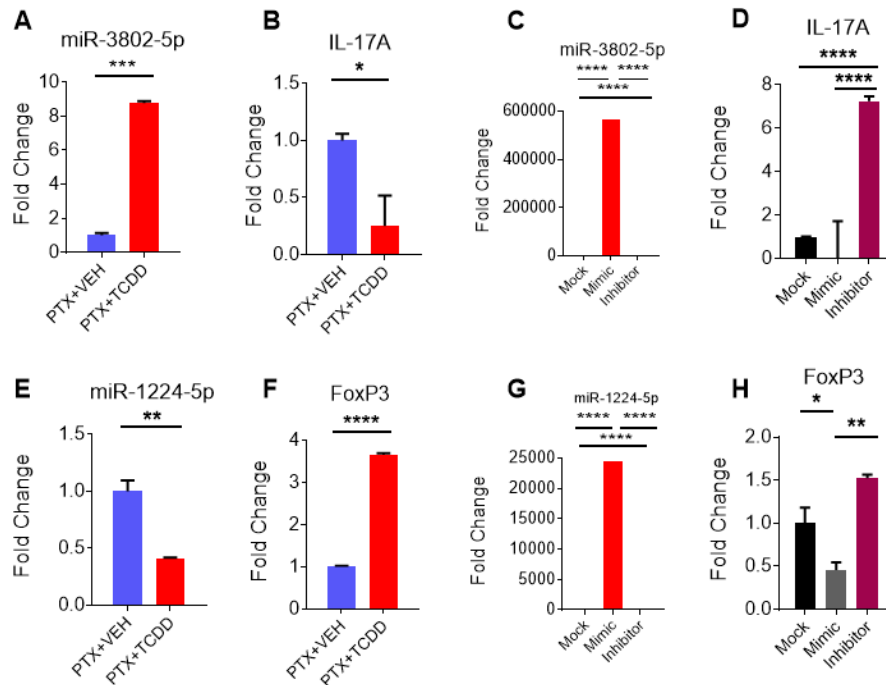 A
miR-3802-5p
***
Fold Change
10
8
6
4
2
0
PTX+VEH
PTX+TCDD
B
IL-17A
*
Fold Change
1.5
1.0
0.5
0.0
PTX+VEH
PTX+TCDD
C
miR-3802-5p
**** ****
****
Fold Change
600000
400000
200000
0
Mock
Mimic
Inhibitor
D
IL-17A
****
****
Fold Change
8
6
4
2
0
Mock
Mimic
Inhibitor
E
miR-1224-5p
**
Fold Change
1.5
1.0
0.5
0.0
PTX+VEH
PTX+TCDD
F
FoxP3
****
Fold Change
4
3
2
1
0
PTX+VEH
PTX+TCDD
G
miR-1224-5p
**** ****
****
Fold Change
25000
20000
15000
10000
5000
0
Mock
Mimic
Inhibitor
H
FoxP3
*
**
Fold Change
2.0
1.5
1.0
0.5
0.0
Mock
Mimic
Inhibitor